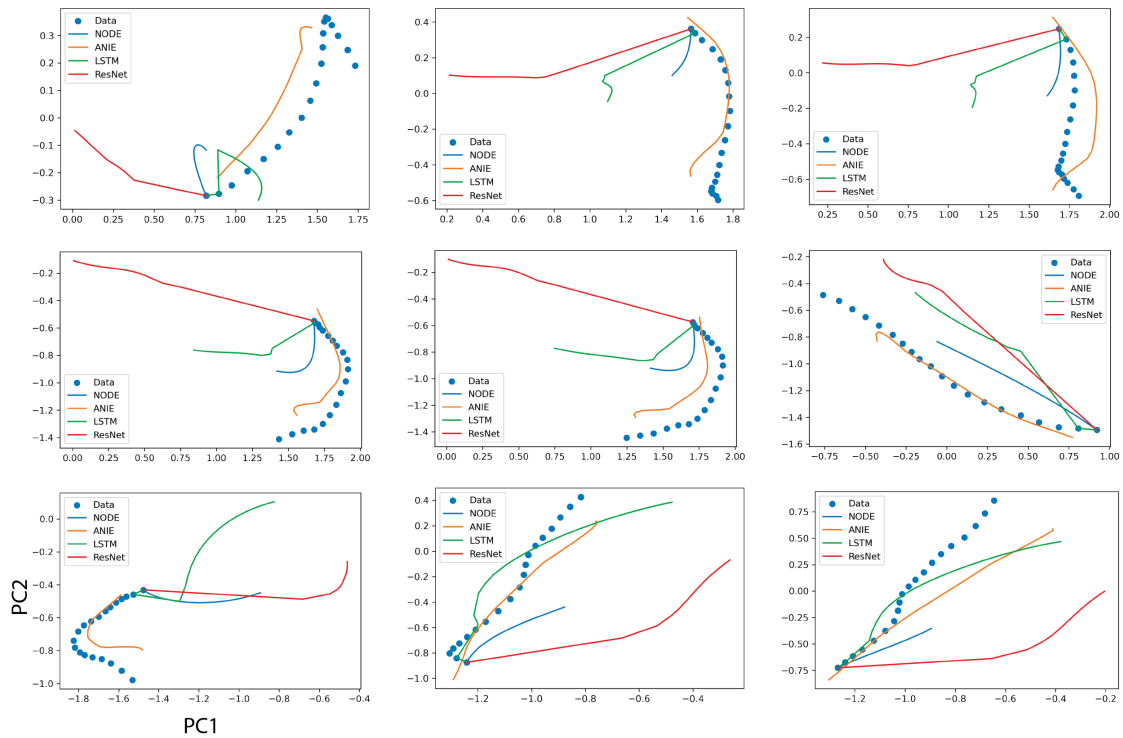 0.3
0.2
0.1
0.0
−0.1
−0.2
−0.3
0.00 0.25 0.50 0.75 1.00 1.25 1.50 1.75
Data
NODE
ANIE
LSTM
ResNet
0.4
0.2
0.0
−0.2
−0.4
−0.6
0.2 0.4 0.6 0.8 1.0 1.2 1.4 1.6 1.8
Data
NODE
ANIE
LSTM
ResNet
0.2
0.0
−0.2
−0.4
−0.6
0.25 0.50 0.75 1.00 1.25 1.50 1.75 2.00
Data
NODE
ANIE
LSTM
ResNet
−0.2
−0.4
−0.6
−0.8
−1.0
−1.2
−1.4
0.00 0.25 0.50 0.75 1.00 1.25 1.50 1.75 2.00
Data
NODE
ANIE
LSTM
ResNet
−0.2
−0.4
−0.6
−0.8
−1.0
−1.2
−1.4
0.00 0.25 0.50 0.75 1.00 1.25 1.50 1.75 2.00
Data
NODE
ANIE
LSTM
ResNet
−0.2
−0.4
−0.6
−0.8
−1.0
−1.2
−1.4
−1.6
−0.75 −0.50 −0.25 0.00 0.25 0.50 0.75 1.00
Data
NODE
ANIE
LSTM
ResNet
0.0
−0.2
−0.4
−0.6
−0.8
−1.0
−1.8 −1.6 −1.4 −1.2 −1.0 −0.8 −0.6 −0.4
Data
NODE
ANIE
LSTM
ResNet
0.4
0.2
0.0
−0.2
−0.4
−0.6
−0.8
−1.0
−1.2 −1.0 −0.8 −0.6 −0.4
Data
NODE
ANIE
LSTM
ResNet
0.75
0.50
0.25
0.00
−0.25
−0.50
−0.75
−1.2 −1.0 −0.8 −0.6 −0.4 −0.2
Data
NODE
ANIE
LSTM
ResNet
PC2
PC1